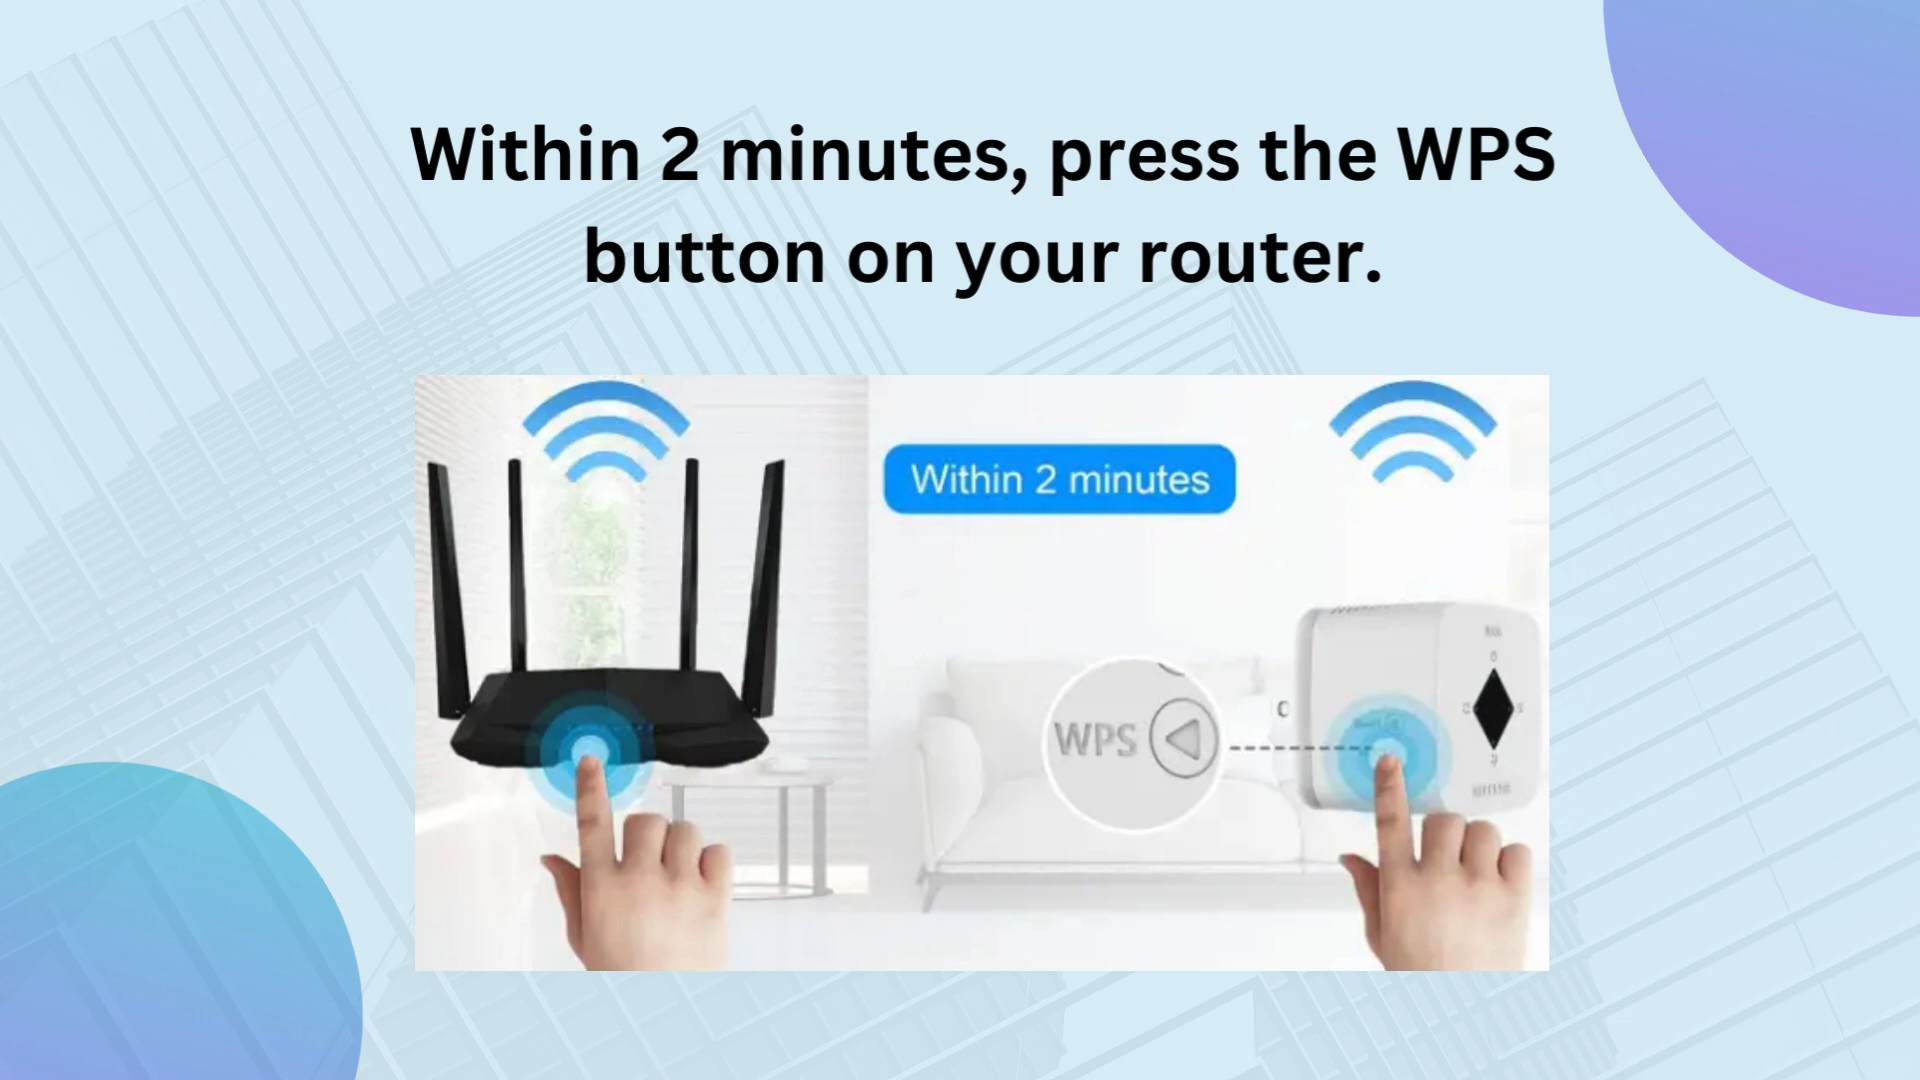 Within 2 minutes, press the WPS
button on your router.
Within 2 minutes
WPS